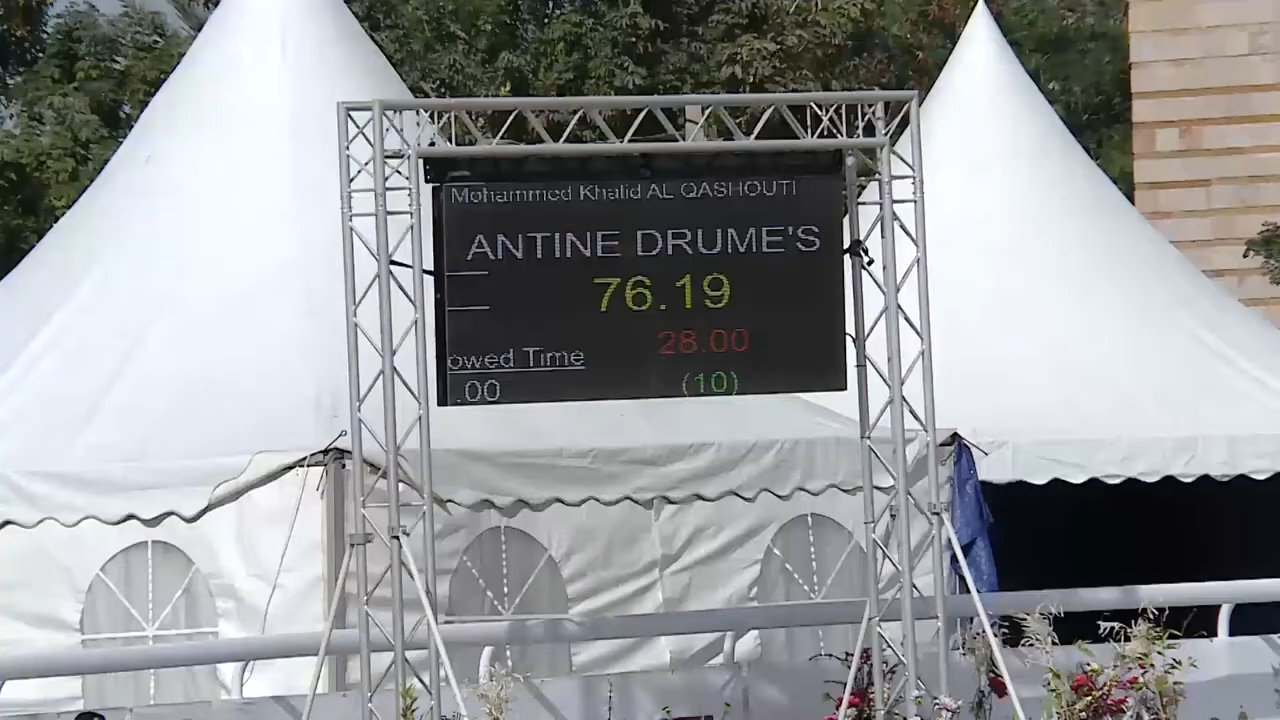 Mohammed Khalid AL QASHOUTI
ANTINE DRUME'S
76.19
28.00
owed Time
.00
(10)